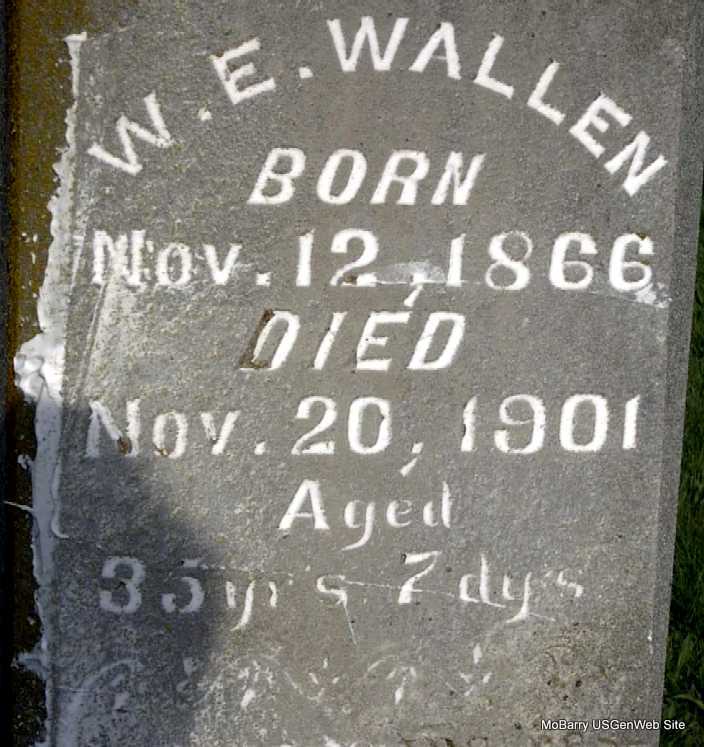 W. E. WALLEN
BORN
Nov. 12, 1866
DIED
Nov. 20, 1901
Aged
35 yrs. 7 dys
MoBarry USGenWeb Site